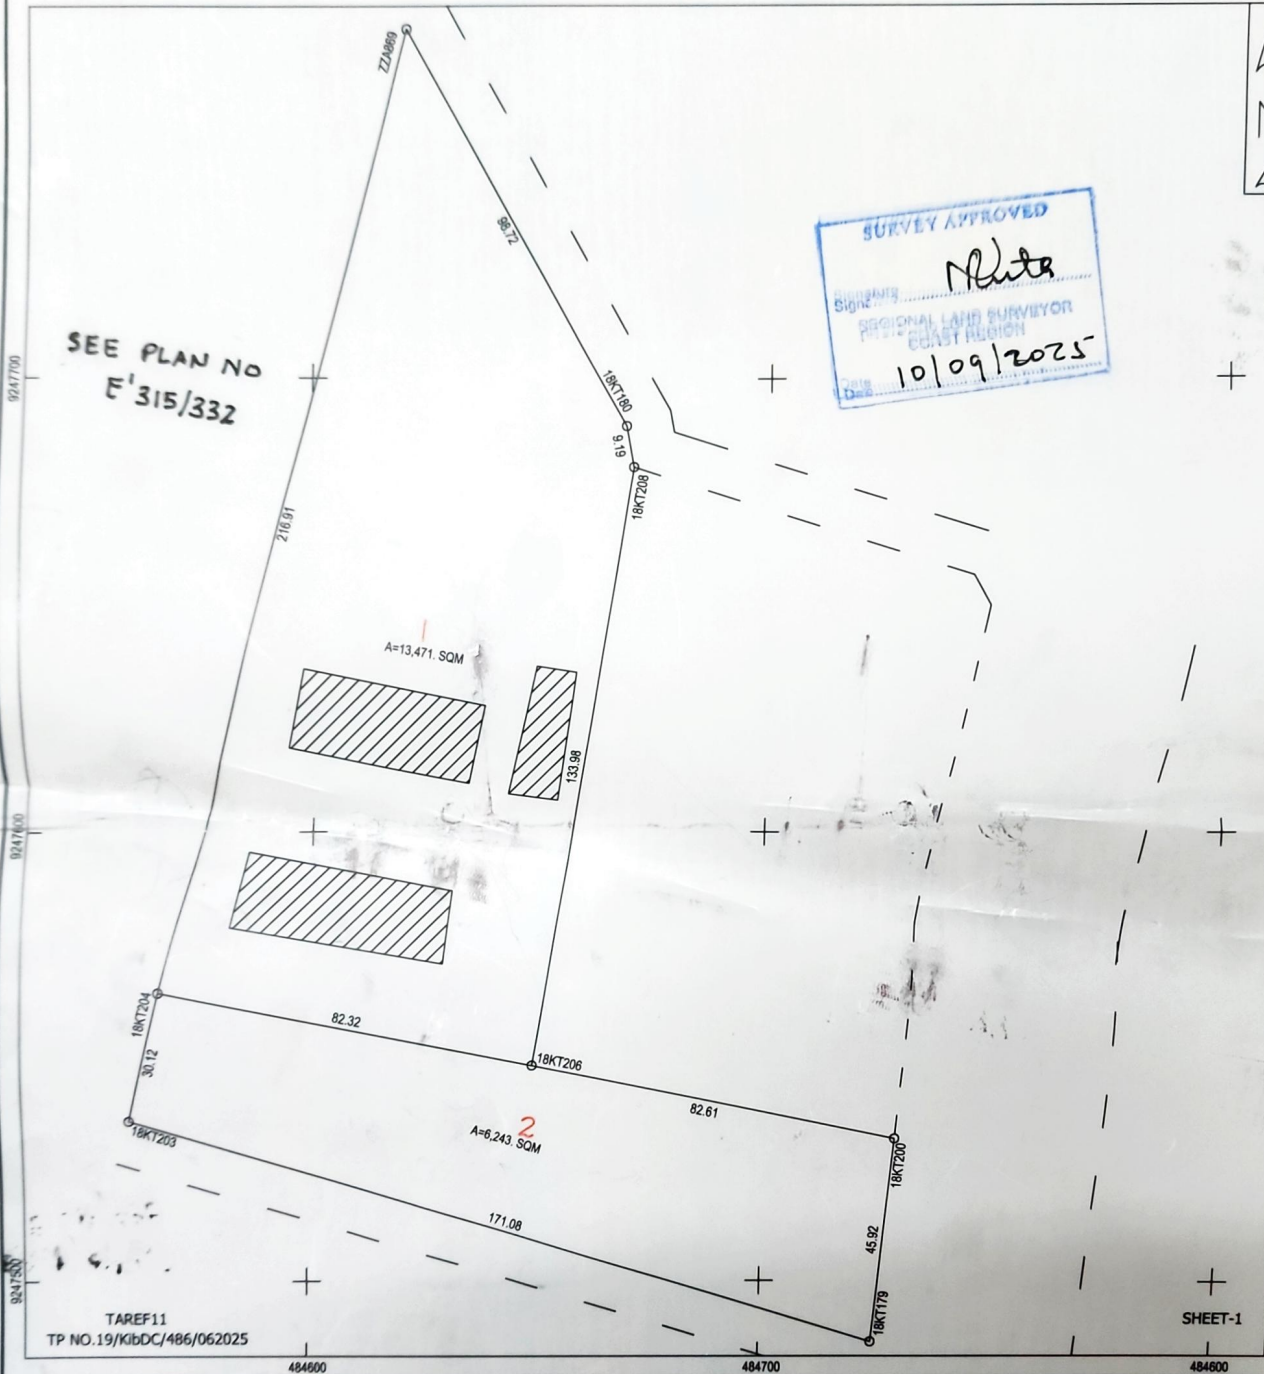 ZZA869
98.72
SURVEY APPROVED
Signature
REGIONAL LAND SURVEYOR
COAST REGION
Date 10/09/2025
SEE PLAN NO
E'315/332
9247700
18KT180
9.19
18KT208
216.91
1
A=13,471. SQM
133.98
9247600
18KT204
82.32
18KT206
30.12
82.61
2
A=6,243. SQM
18KT203
18KT200
171.08
45.92
18KT179
9247500
TAREF11
TP NO.19/KibDC/486/062025
SHEET-1
484600
484700
484600